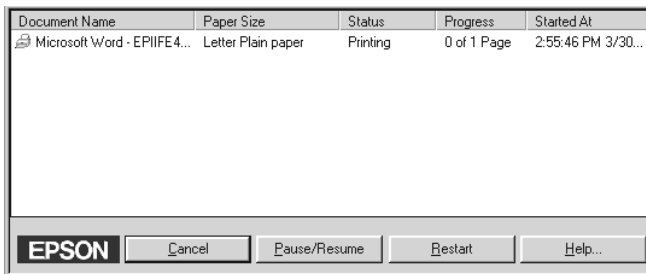 Document Name Paper Size Status Progress Started At
Microsoft Word - EPIIFE4... Letter Plain paper Printing 0 of 1 Page 2:55:46 PM 3/30...
EPSON Cancel Pause/Resume Restart Help...